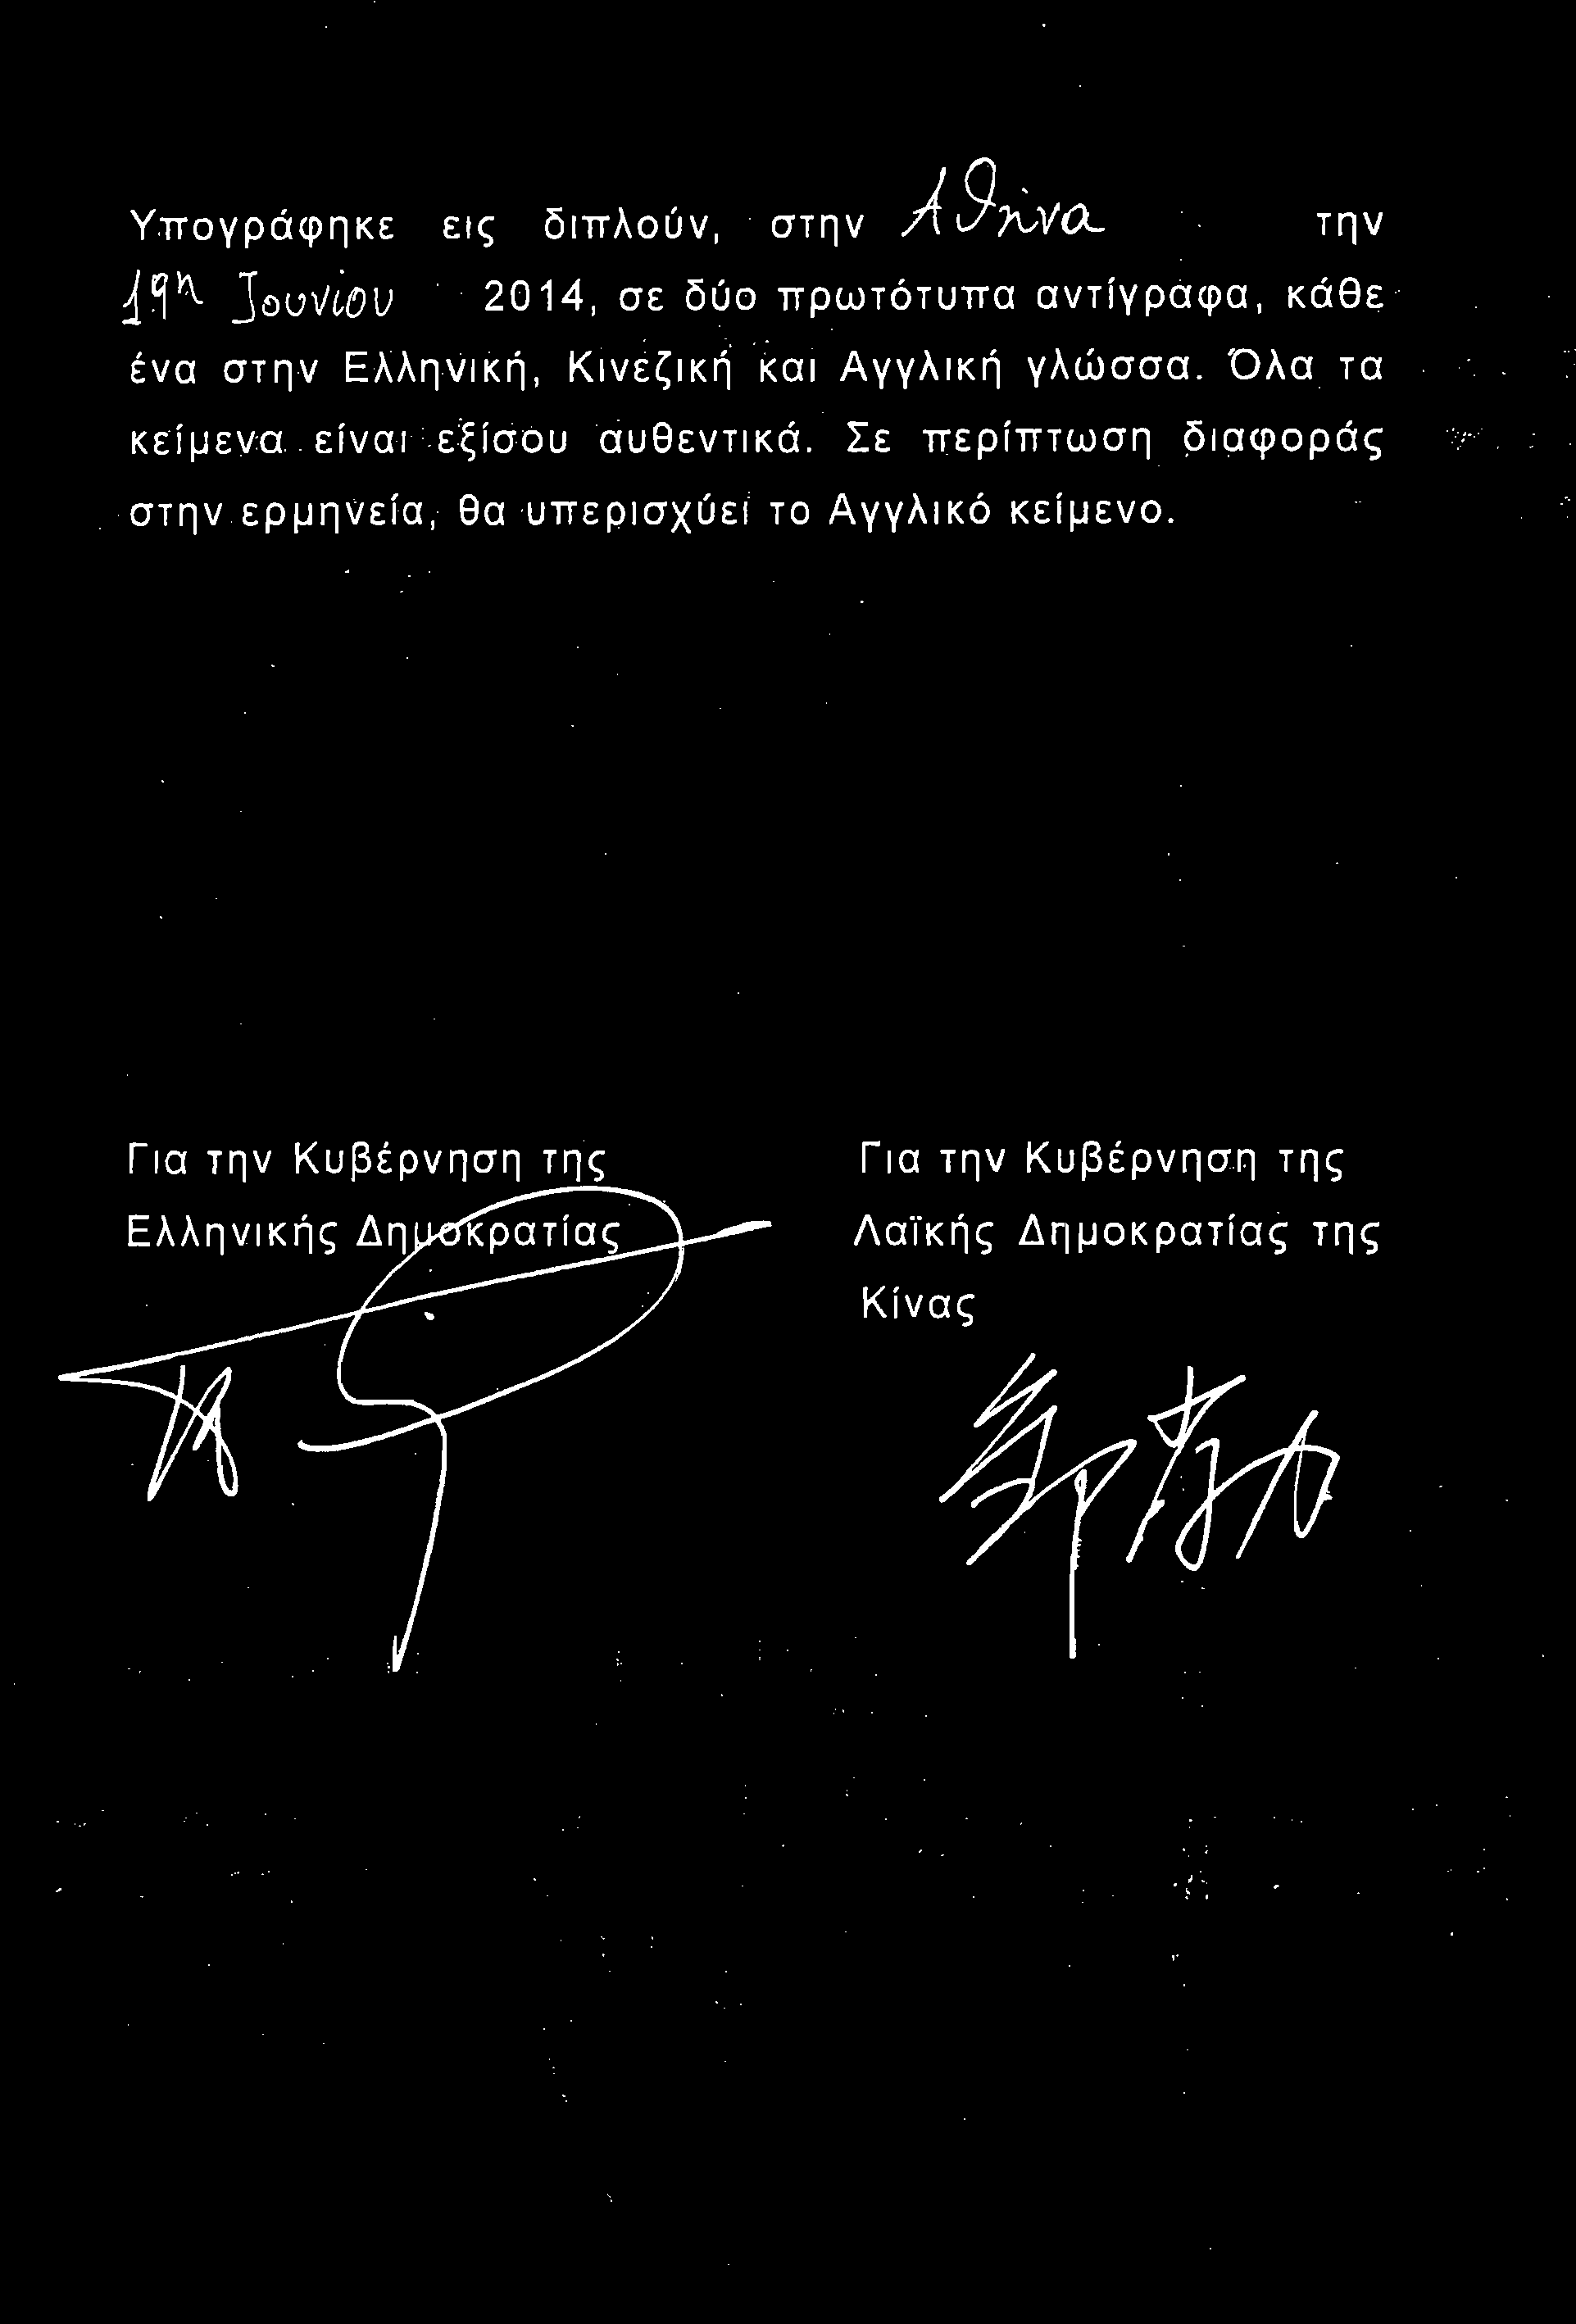 Υπογράφηκε εις διπλούν, στην Αθήνα την
19η Ιουνίου 2014, σε δύο πρωτότυπα αντίγραφα, κάθε
ένα στην Ελληνική, Κινεζική και Αγγλική γλώσσα. Όλα τα
κείμενα είναι εξίσου αυθεντικά. Σε περίπτωση διαφοράς
στην ερμηνεία, θα υπερισχύει το Αγγλικό κείμενο.
Για την Κυβέρνηση της
Ελληνικής Δημοκρατίας
Για την Κυβέρνηση της
Λαϊκής Δημοκρατίας της
Κίνας